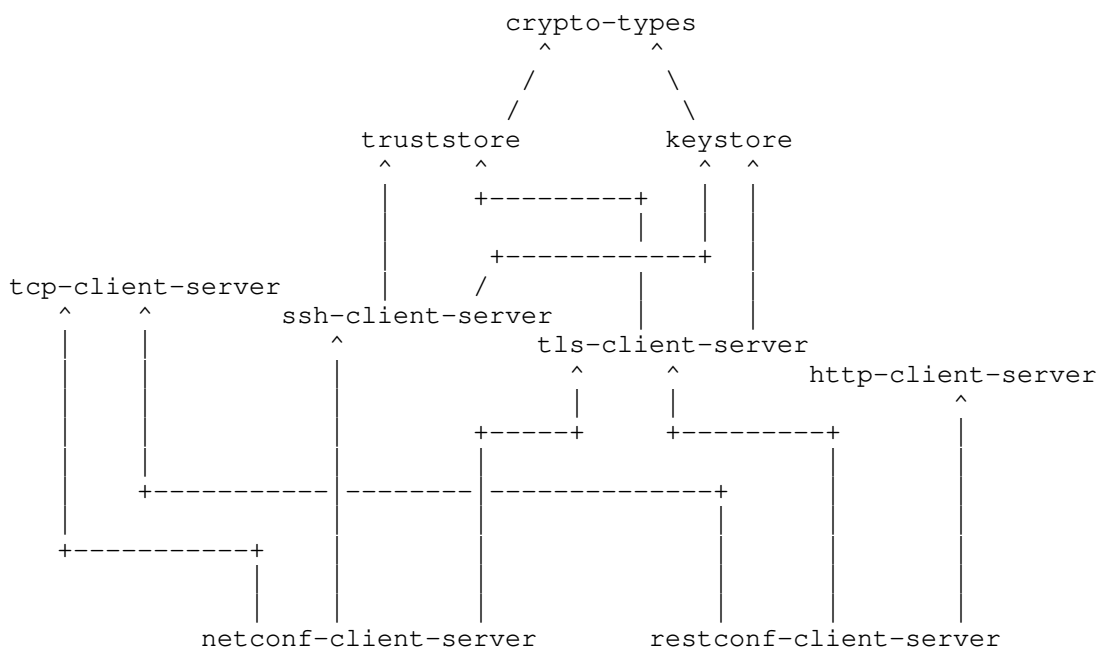 crypto-types
truststore keystore
tcp-client-server
ssh-client-server
tls-client-server
http-client-server
netconf-client-server restconf-client-server